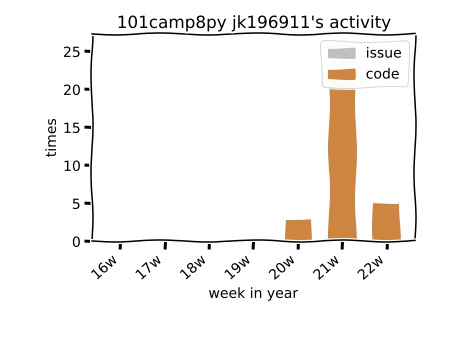 101camp8py jk196911's activity
issue
code
times
25
20
15
10
5
0
16w 17w 18w 19w 20w 21w 22w
week in year